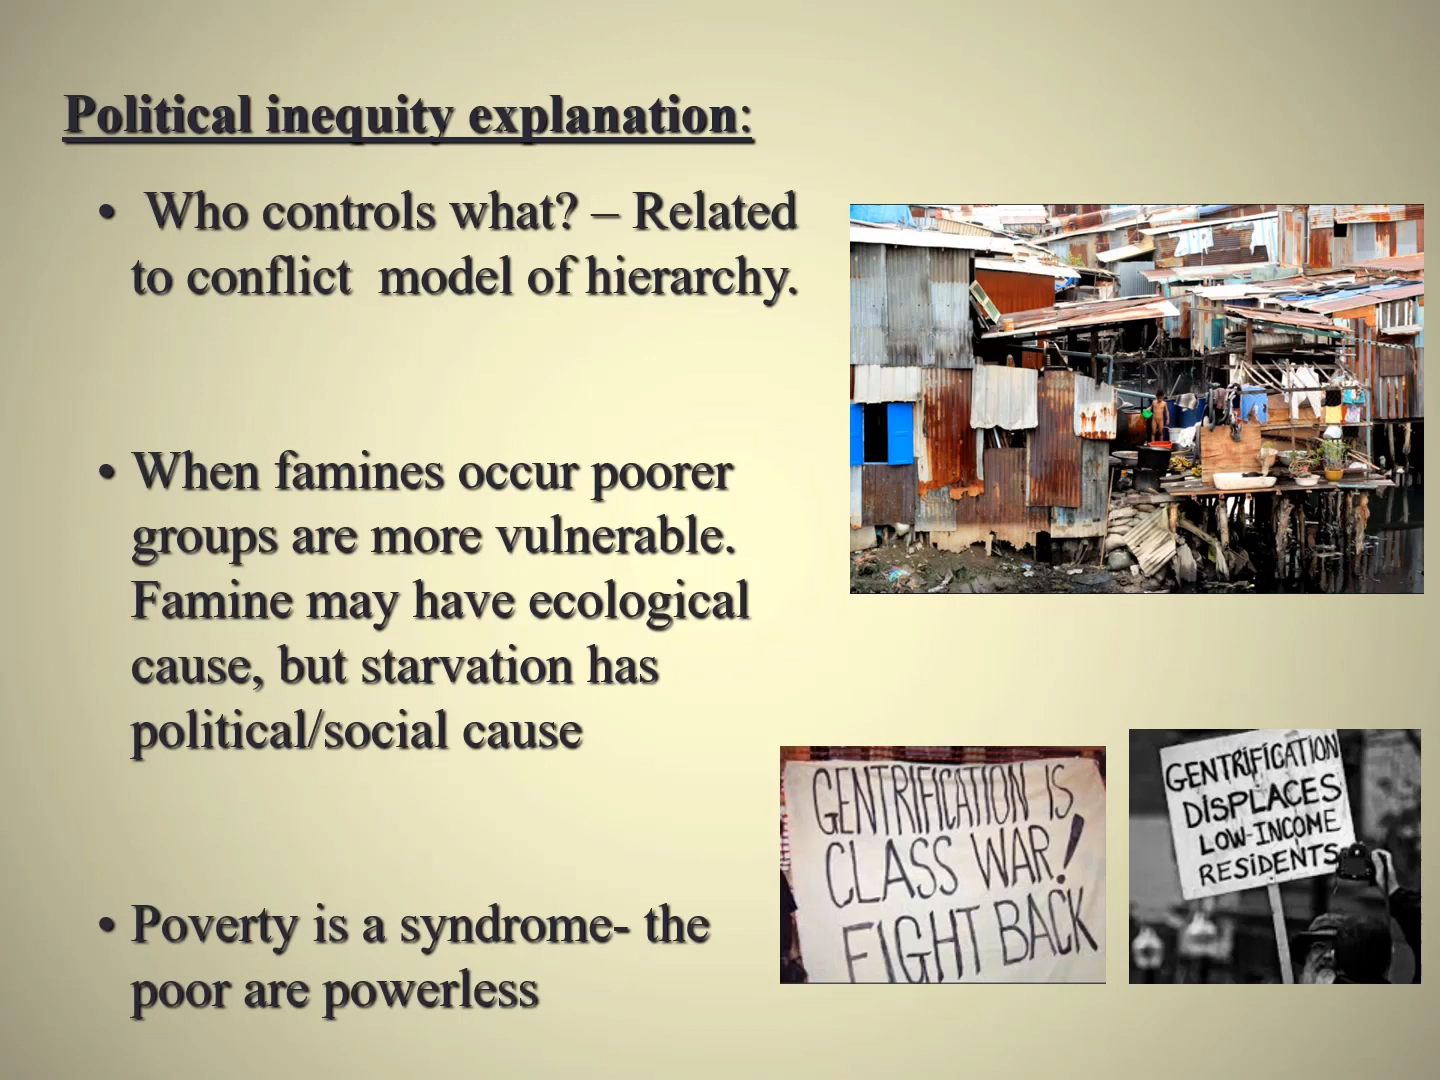 Political inequity explanation:
• Who controls what? – Related
to conflict  model of hierarchy.
• When famines occur poorer
groups are more vulnerable.
Famine may have ecological
cause, but starvation has
political/social cause
• Poverty is a syndrome- the
poor are powerless
GENTRIFICATION IS
CLASS WAR!
FIGHT BACK
GENTRIFICATION
DISPLACES
LOW-INCOME
RESIDENTS